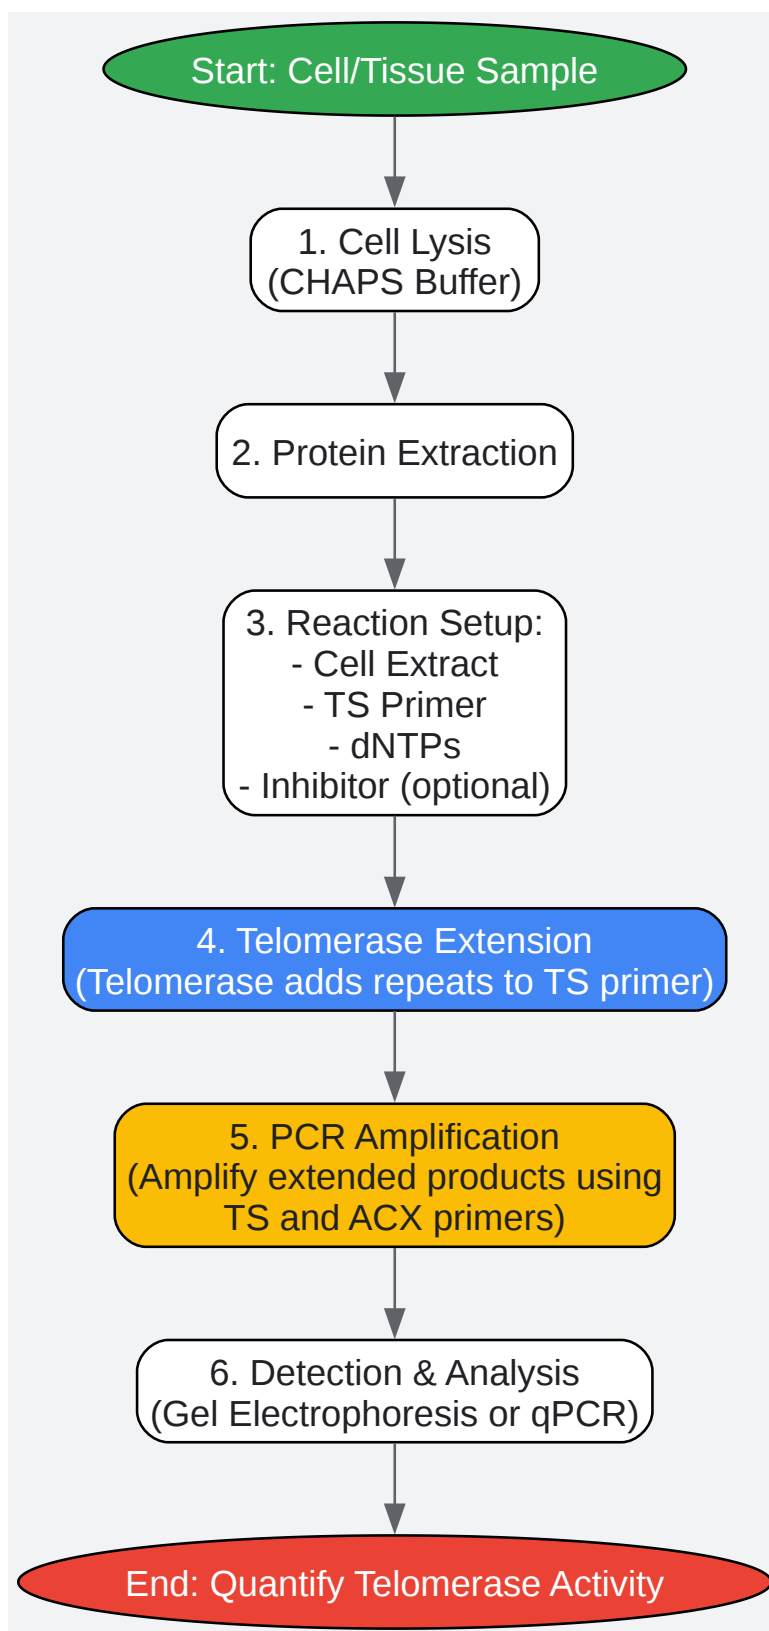 Start: Cell/Tissue Sample
1. Cell Lysis
(CHAPS Buffer)
2. Protein Extraction
3. Reaction Setup:
- Cell Extract
- TS Primer
- dNTPs
- Inhibitor (optional)
4. Telomerase Extension
(Telomerase adds repeats to TS primer)
5. PCR Amplification
(Amplify extended products using
TS and ACX primers)
6. Detection & Analysis
(Gel Electrophoresis or qPCR)
End: Quantify Telomerase Activity